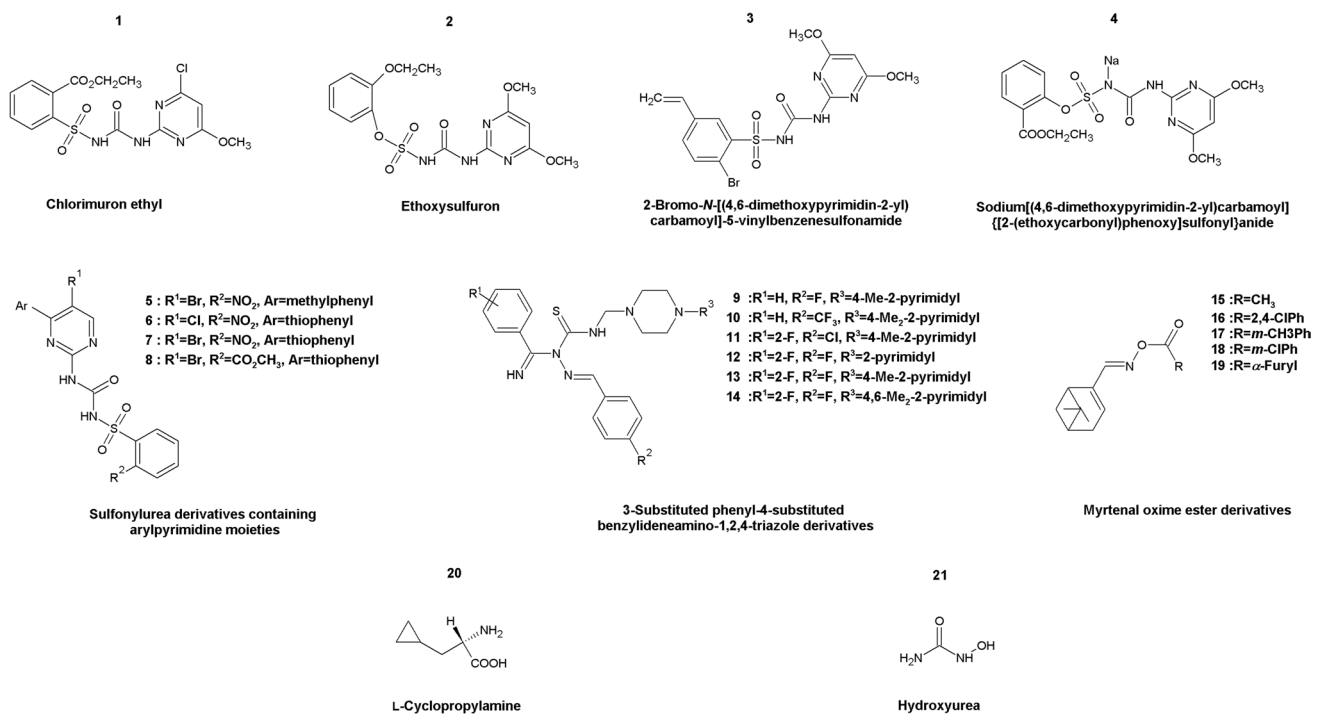 1
2
3
4
CO₂CH₂CH₃
Cl
N
N
OCH₃
O
O
S
O
NH
NH
OCH₂CH₃
OCH₃
O
O
S
O
O
NH
NH
N
N
OCH₃
OCH₃
N
N
OCH₃
H₂C
O
O
S
O
NH
NH
Br
Na
O
O
O
S
N
NH
O
N
N
OCH₃
OCH₃
COOCH₂CH₃
Chlorimuron ethyl
Ethoxysulfuron
2-Bromo-N-[(4,6-dimethoxypyrimidin-2-yl)
carbamoyl]-5-vinylbenzenesulfonamide
Sodium[(4,6-dimethoxypyrimidin-2-yl)carbamoyl]
{[2-(ethoxycarbonyl)phenoxy]sulfonyl}anide
R¹
Ar
N
N
NH
O
HN
O
S
O
R²
5 : R¹=Br, R²=NO₂, Ar=methylphenyl
6 : R¹=Cl, R²=NO₂, Ar=thiophenyl
7 : R¹=Br, R²=NO₂, Ar=thiophenyl
8 : R¹=Br, R²=CO₂CH₃, Ar=thiophenyl
R¹
S
NH
N
N
R³
N
HN
N
R²
9 :R¹=H, R²=F, R³=4-Me-2-pyrimidyl
10 :R¹=H, R²=CF₃, R³=4-Me₂-2-pyrimidyl
11 :R¹=2-F, R²=Cl, R³=4-Me-2-pyrimidyl
12 :R¹=2-F, R²=F, R³=2-pyrimidyl
13 :R¹=2-F, R²=F, R³=4-Me-2-pyrimidyl
14 :R¹=2-F, R²=F, R³=4,6-Me₂-2-pyrimidyl
O
O
N
R
15 :R=CH₃
16 :R=2,4-ClPh
17 :R=m-CH3Ph
18 :R=m-ClPh
19 :R=α-Furyl
Sulfonylurea derivatives containing
arylpyrimidine moieties
3-Substituted phenyl-4-substituted
benzylideneamino-1,2,4-triazole derivatives
Myrtenal oxime ester derivatives
20
21
H
NH₂
COOH
O
H₂N
NH
OH
L-Cyclopropylamine
Hydroxyurea